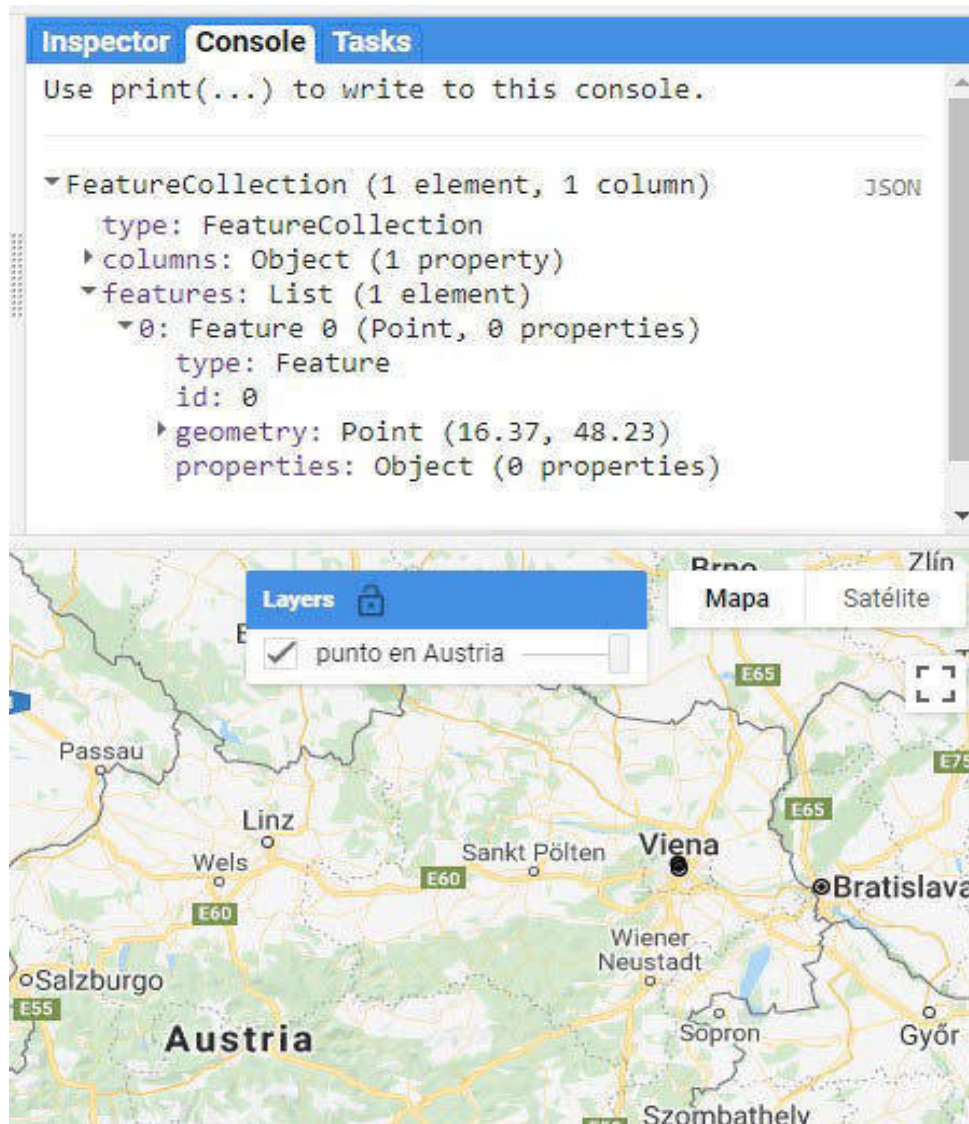 Inspector Console Tasks
Use print(...) to write to this console.
FeatureCollection (1 element, 1 column) JSON
type: FeatureCollection
columns: Object (1 property)
features: List (1 element)
0: Feature 0 (Point, 0 properties)
type: Feature
id: 0
geometry: Point (16.37, 48.23)
properties: Object (0 properties)
Brno
Zlín
Layers
Mapa
Satélite
punto en Austria
E65
Passau
E75
E65
Linz
Viena
Sankt Pölten
Wels
E60
Bratislava
E60
Wiener
Neustadt
Salzburgo
E55
Austria
Sopron
Győr
Szombathely